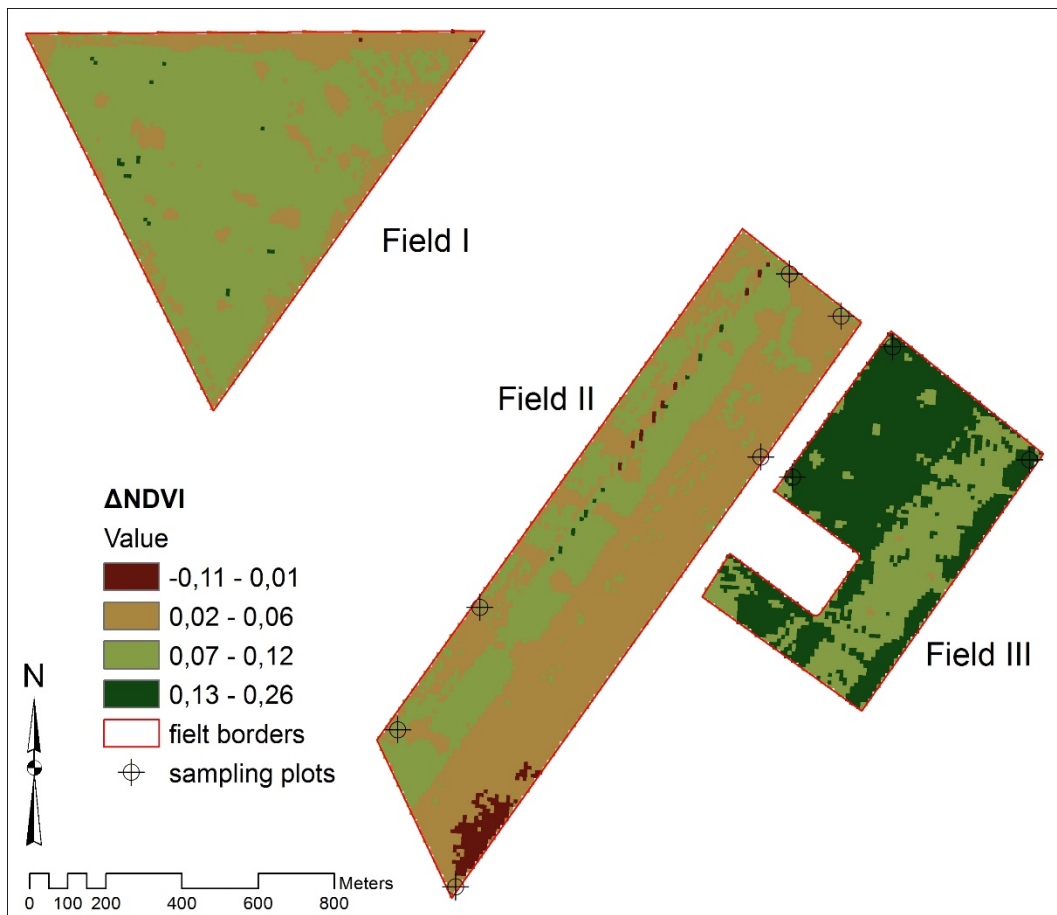 Field I
Field II
Field III
ΔNDVI
Value
-0,11 - 0,01
0,02 - 0,06
0,07 - 0,12
0,13 - 0,26
fielt borders
sampling plots
N
Meters
0 100 200 400 600 800